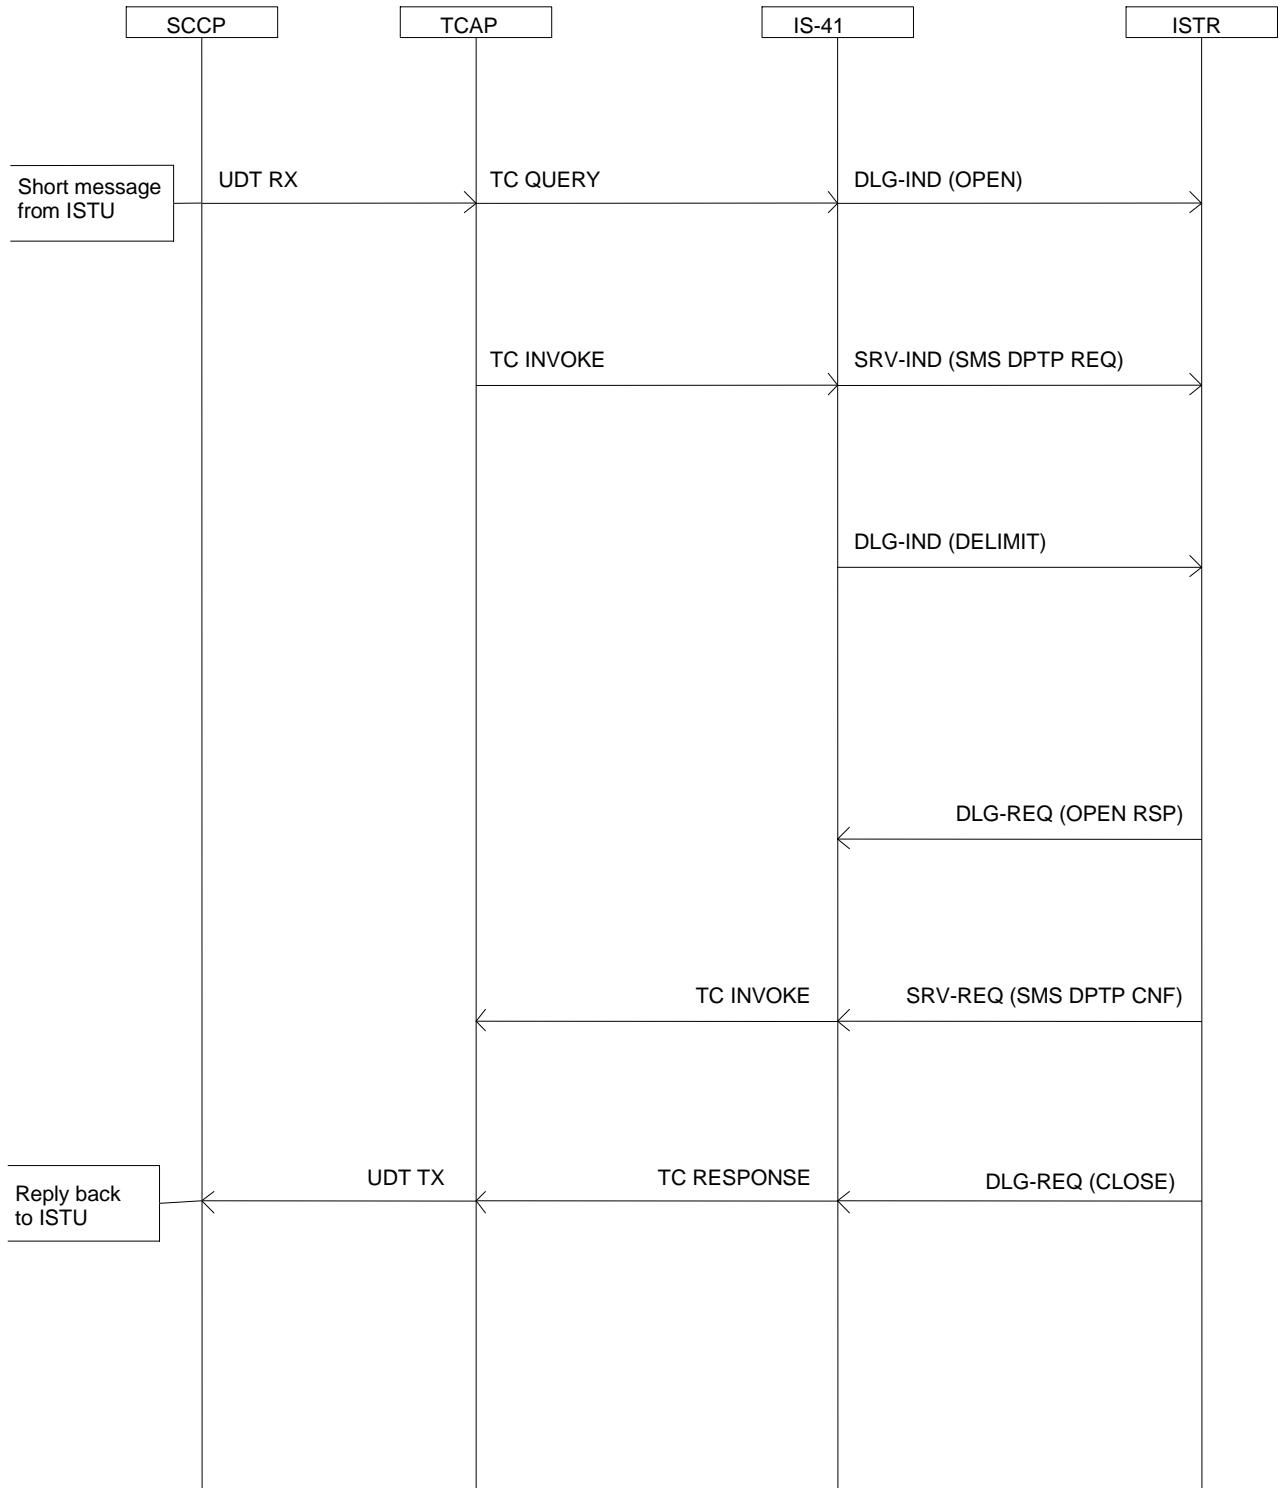 SCCP
TCAP
IS-41
ISTR
Short message
from ISTU
UDT RX
TC QUERY
DLG-IND (OPEN)
TC INVOKE
SRV-IND (SMS DPTP REQ)
DLG-IND (DELIMIT)
DLG-REQ (OPEN RSP)
TC INVOKE
SRV-REQ (SMS DPTP CNF)
Reply back
to ISTU
UDT TX
TC RESPONSE
DLG-REQ (CLOSE)